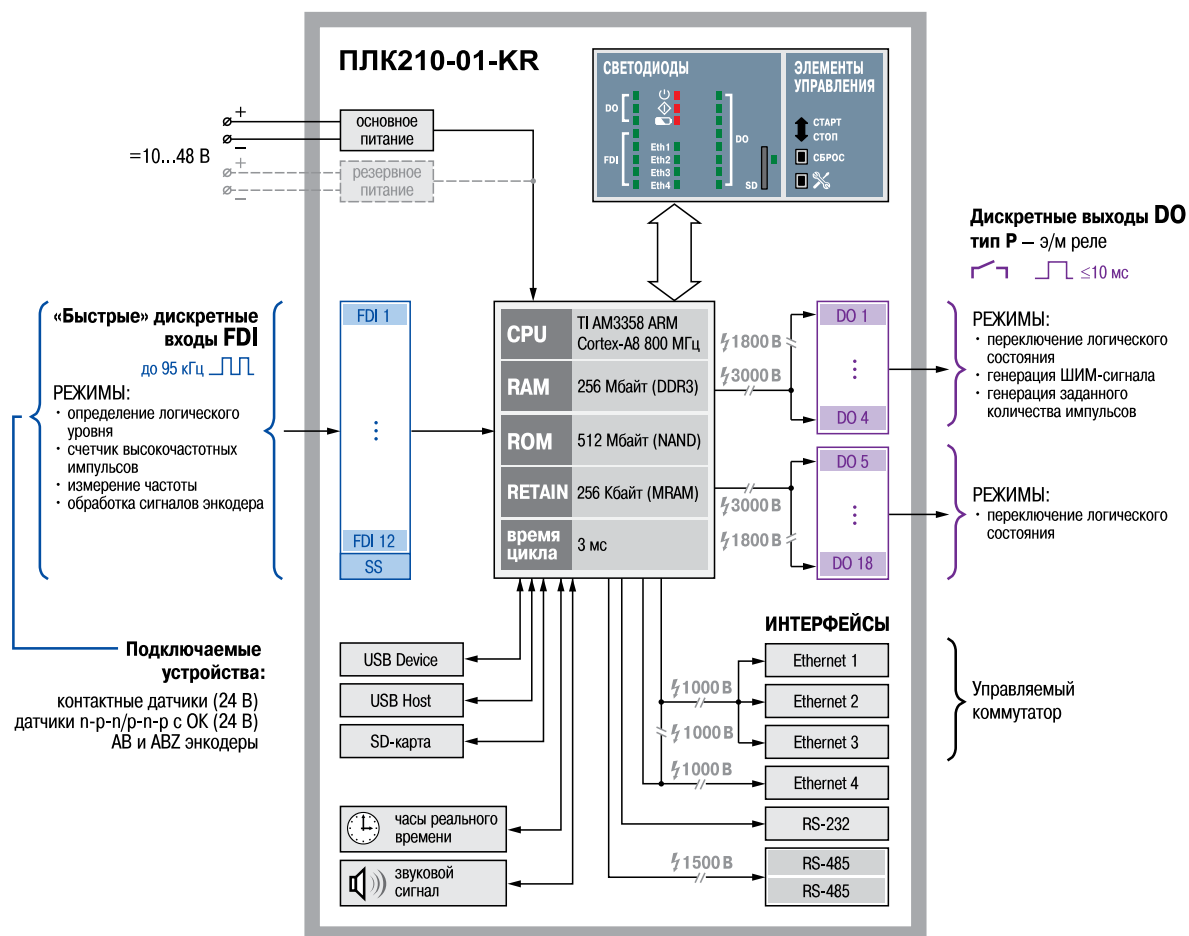 ПЛК210-01-KR
СВЕТОДИОДЫ
DO
FDI
Eth1
Eth2
Eth3
Eth4
DO
SD
ЭЛЕМЕНТЫ
УПРАВЛЕНИЯ
СТАРТ
СТОП
СБРОС
=10...48 В
+
−
основное
питание
+
−
резервное
питание
«Быстрые» дискретные
входы FDI
до 95 кГц
РЕЖИМЫ:
· определение логического
уровня
· счетчик высокочастотных
импульсов
· измерение частоты
· обработка сигналов энкодера
Подключаемые
устройства:
контактные датчики (24 В)
датчики n-p-n/p-n-p с ОК (24 В)
AB и ABZ энкодеры
FDI 1
⋮
FDI 12
SS
CPU
TI AM3358 ARM
Cortex-A8 800 МГц
RAM
256 Мбайт (DDR3)
ROM
512 Мбайт (NAND)
RETAIN
256 Кбайт (MRAM)
время
цикла
3 мс
1800 В
3000 В
3000 В
1800 В
DO 1
⋮
DO 4
DO 5
⋮
DO 18
Дискретные выходы DO
тип Р – э/м реле
≤10 мс
РЕЖИМЫ:
· переключение логического
состояния
· генерация ШИМ-сигнала
· генерация заданного
количества импульсов
РЕЖИМЫ:
· переключение логического
состояния
USB Device
USB Host
SD-карта
часы реального
времени
звуковой
сигнал
ИНТЕРФЕЙСЫ
1000 В
1000 В
1000 В
1500 В
Ethernet 1
Ethernet 2
Ethernet 3
Ethernet 4
RS-232
RS-485
RS-485
Управляемый
коммутатор